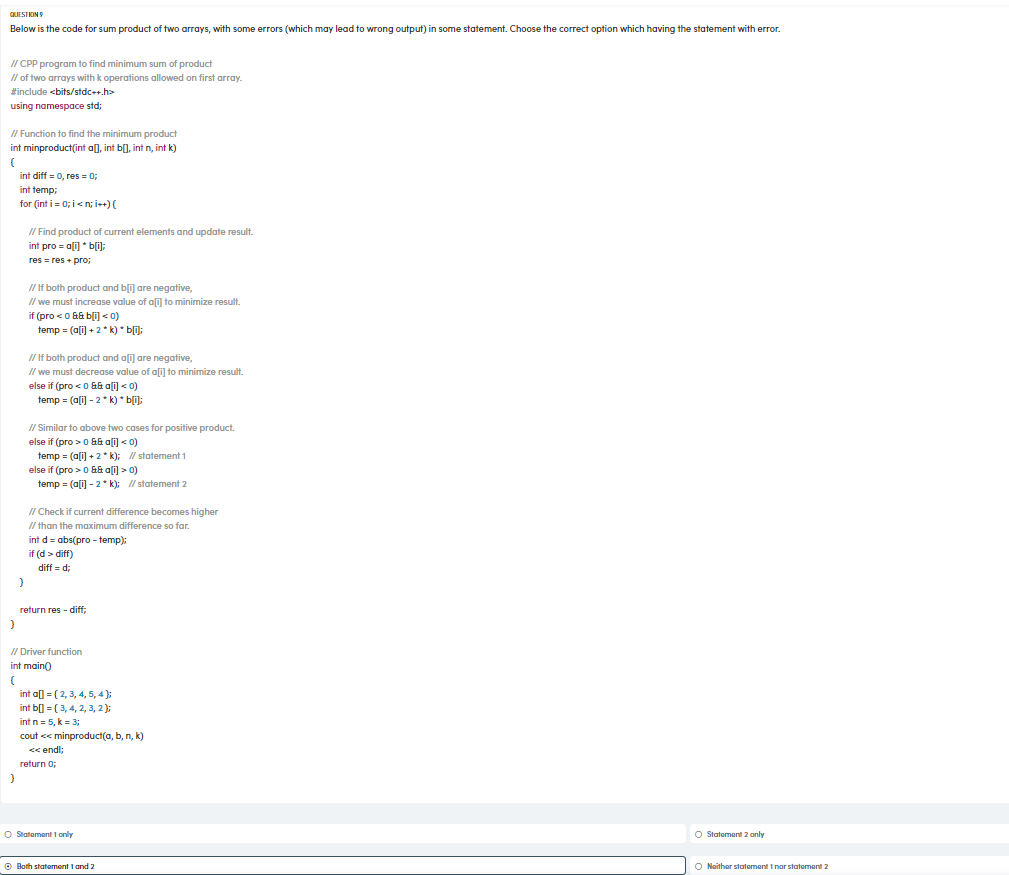 QUESTION 9
Below is the code for sum product of two arrays, with some errors (which may lead to wrong output) in some statement. Choose the correct option which having the statement with error.
// CPP program to find minimum sum of product
// of two arrays with k operations allowed on first array.
#include <bits/stdc++.h>
using namespace std;
// Function to find the minimum product
int minproduct(int a[], int b[], int n, int k)
{
int diff = 0, res = 0;
int temp;
for (int i = 0; i < n; i++) {
// Find product of current elements and update result.
int pro = a[i] * b[i];
res = res + pro;
// If both product and b[i] are negative,
// we must increase value of a[i] to minimize result.
if (pro < 0 && b[i] < 0)
temp = (a[i] + 2 * k) * b[i];
// If both product and a[i] are negative,
// we must decrease value of a[i] to minimize result.
else if (pro < 0 && a[i] < 0)
temp = (a[i] - 2 * k) * b[i];
// Similar to above two cases for positive product.
else if (pro > 0 && a[i] < 0)
temp = (a[i] + 2 * k); // statement 1
else if (pro > 0 && a[i] > 0)
temp = (a[i] - 2 * k); // statement 2
// Check if current difference becomes higher
// than the maximum difference so far.
int d = abs(pro - temp);
if (d > diff)
diff = d;
}
return res - diff;
}
// Driver function
int main()
{
int a[] = { 2, 3, 4, 5, 4 };
int b[] = { 3, 4, 2, 3, 2 };
int n = 5, k = 3;
cout << minproduct(a, b, n, k)
<< endl;
return 0;
}
Statement 1 only
Statement 2 only
Both statement 1 and 2
Neither statement 1 nor statement 2